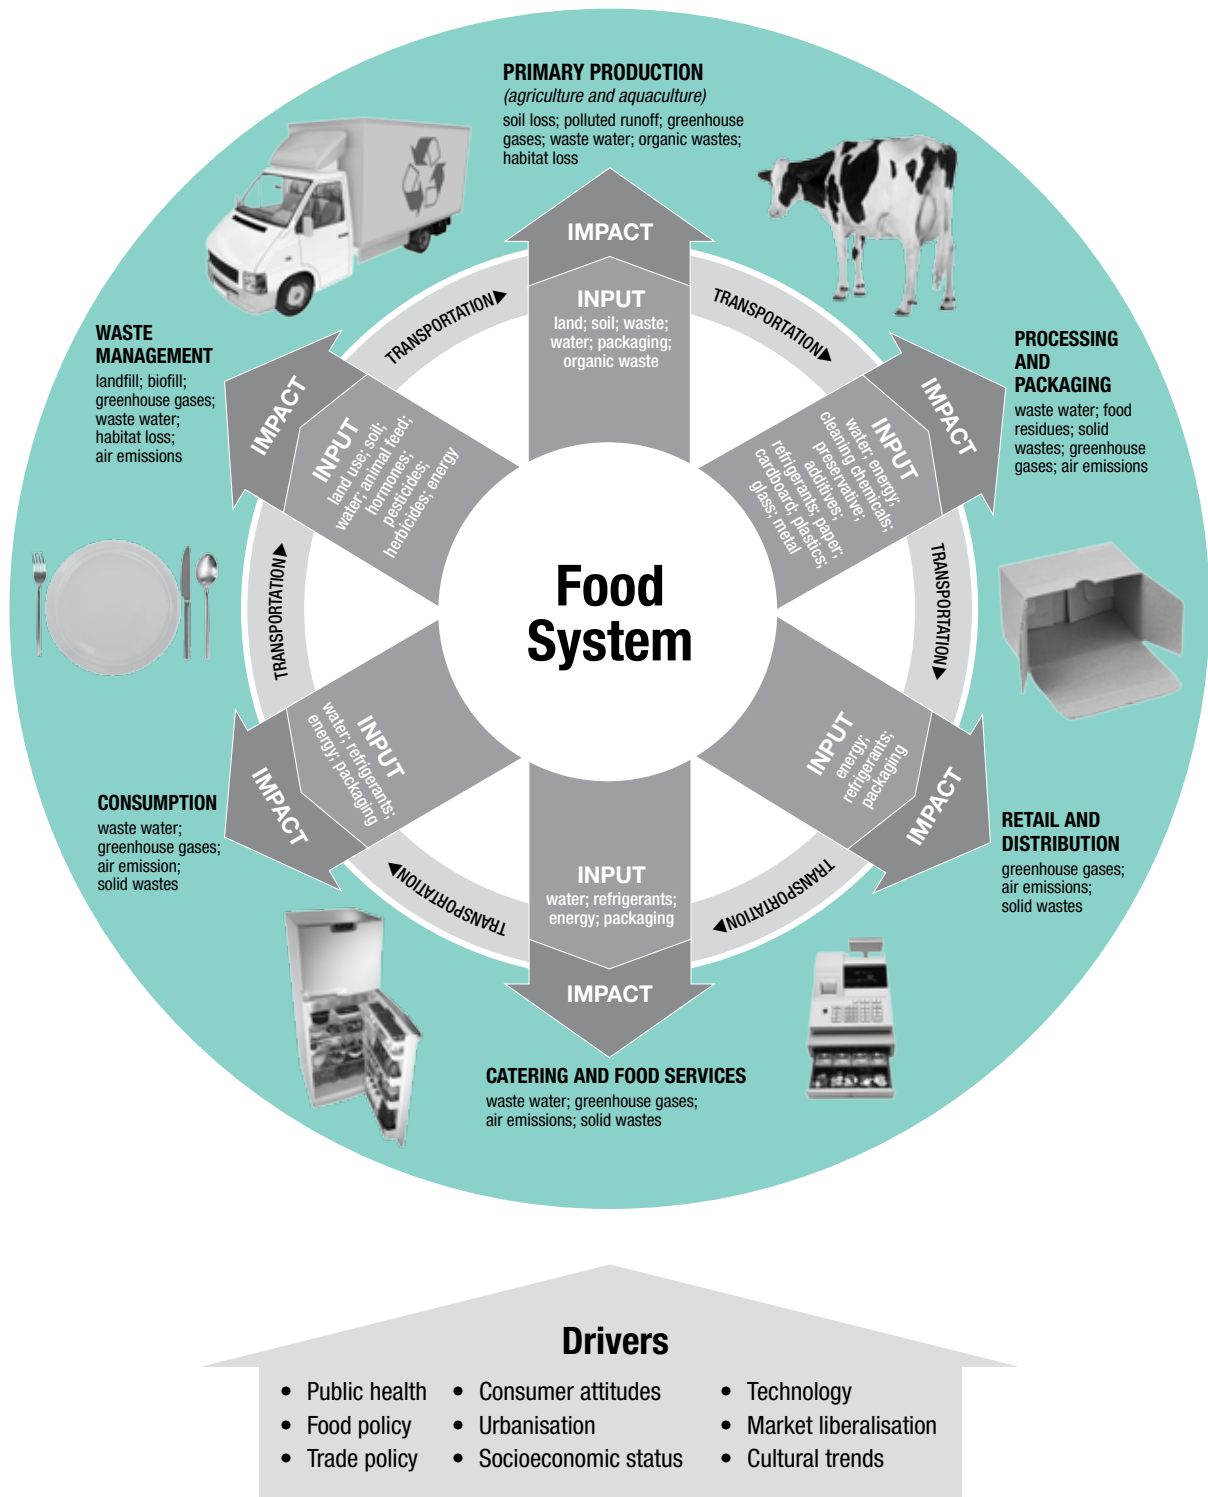 PRIMARY PRODUCTION
(agriculture and aquaculture)
soil loss; polluted runoff; greenhouse
gases; waste water; organic wastes;
habitat loss
IMPACT
INPUT
land; soil; waste;
water; packaging;
organic waste
TRANSPORTATION
PROCESSING
AND
PACKAGING
waste water; food
residues; solid
wastes; greenhouse
gases; air emissions
IMPACT
INPUT
water; energy;
cleaning chemicals;
preservative;
additives;
refrigerants; paper;
cardboard; plastics;
glass; metal
TRANSPORTATION
RETAIL AND
DISTRIBUTION
greenhouse gases;
air emissions;
solid wastes
IMPACT
INPUT
energy;
refrigerants;
packaging
TRANSPORTATION
CATERING AND FOOD SERVICES
waste water; greenhouse gases;
air emissions; solid wastes
IMPACT
INPUT
water; refrigerants;
energy; packaging
TRANSPORTATION
CONSUMPTION
waste water;
greenhouse gases;
air emission;
solid wastes
IMPACT
INPUT
water; refrigerants;
energy; packaging
TRANSPORTATION
WASTE
MANAGEMENT
landfill; biofill;
greenhouse gases;
waste water;
habitat loss;
air emissions
IMPACT
INPUT
land use; soil;
water; animal feed;
hormones;
pesticides;
herbicides; energy
TRANSPORTATION
Food
System
Drivers
• Public health
• Food policy
• Trade policy
• Consumer attitudes
• Urbanisation
• Socioeconomic status
• Technology
• Market liberalisation
• Cultural trends